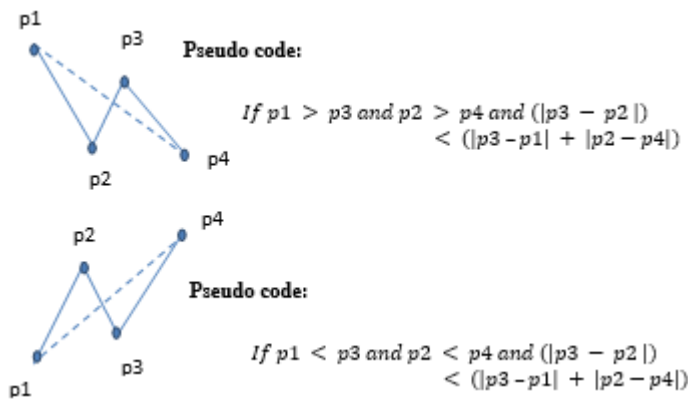 p1
p3
Pseudo code:
If p1 > p3 and p2 > p4 and (|p3 − p2 |)
< (|p3 – p1| + |p2 − p4|)
p4
p2
p4
p2
Pseudo code:
If p1 < p3 and p2 < p4 and (|p3 − p2 |)
< (|p3 – p1| + |p2 − p4|)
p3
p1